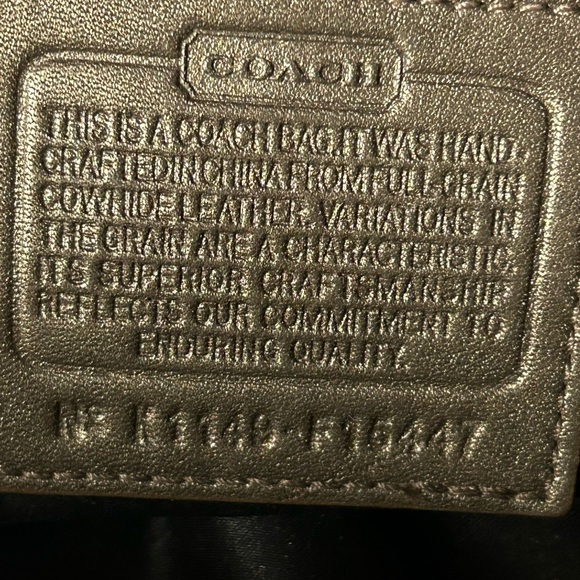 COACH
THIS IS A COACH BAG. IT WAS HAND-
CRAFTED IN CHINA FROM FULL-GRAIN
COWHIDE LEATHER. VARIATIONS IN
THE GRAIN ARE A CHARACTERISTIC.
ITS SUPERIOR CRAFTSMANSHIP
REFLECTS OUR COMMITMENT TO
ENDURING QUALITY.
Nº K1149-F15447